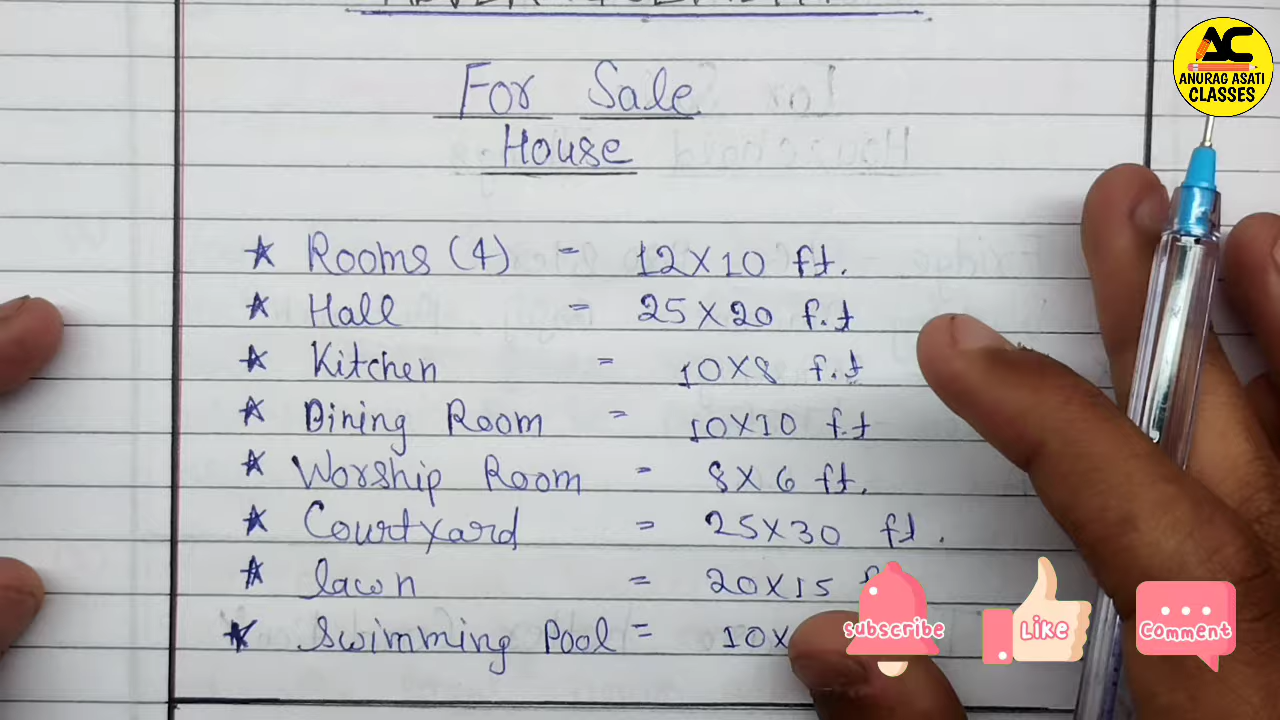 For Sale
House
★ Rooms (4) = 12X10 ft.
★ Hall = 25X20 f.t
★ Kitchen = 10X8 f.t
★ Dining Room = 10X10 f.t
★ Worship Room = 8X6 ft.
★ Courtyard = 25X30 ft.
★ lawn = 20X15
★ Swimming Pool = 10X
AC
ANURAG ASATI
CLASSES
subscribe
LiKE
Comment